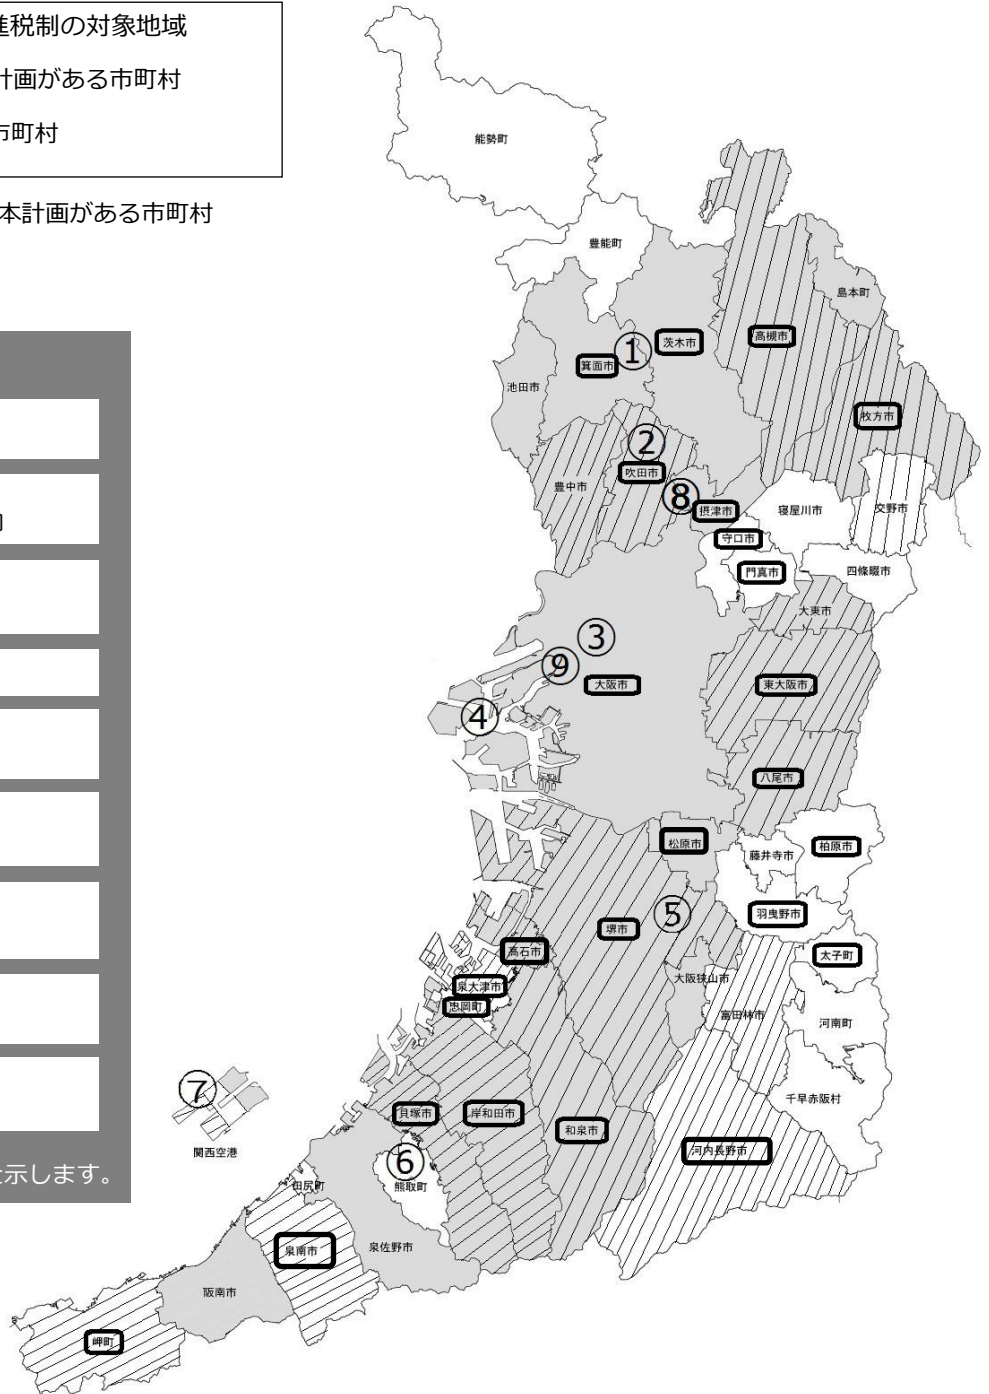 進税制の対象地域
計画がある市町村
市町村
本計画がある市町村
能勢町
豊能町
島本町
高槻市
茨木市
①
箕面市
池田市
牧方市
②
吹田市
豊中市
⑧
摂津市
寝屋川市
交野市
守口市
門真市
四條畷市
大東市
③
⑨
大阪市
東大阪市
④
八尾市
松原市
藤井寺市
柏原市
⑤
羽曳野市
堺市
高石市
太子町
大阪狭山市
泉大津市
忠岡町
富田林市
河南町
⑦
千早赤阪村
貝塚市
岸和田市
和泉市
関西空港
河内長野市
⑥
熊取町
を示します。
田尻町
泉佐野市
泉南市
阪南市
岬町